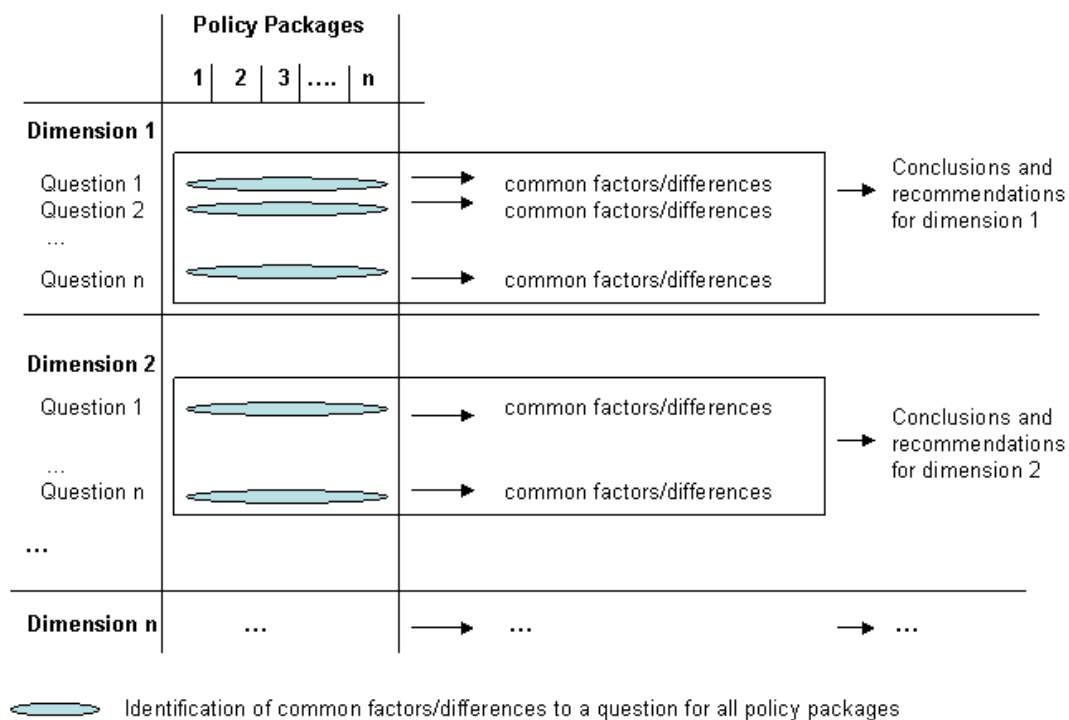 Policy Packages
1 2 3 .... n
Dimension 1
Question 1 common factors/differences
Question 2 common factors/differences
...
Question n common factors/differences
Conclusions and
recommendations
for dimension 1
Dimension 2
Question 1 common factors/differences
...
Question n common factors/differences
Conclusions and
recommendations
for dimension 2
...
Dimension n ... ... ...
Identification of common factors/differences to a question for all policy packages